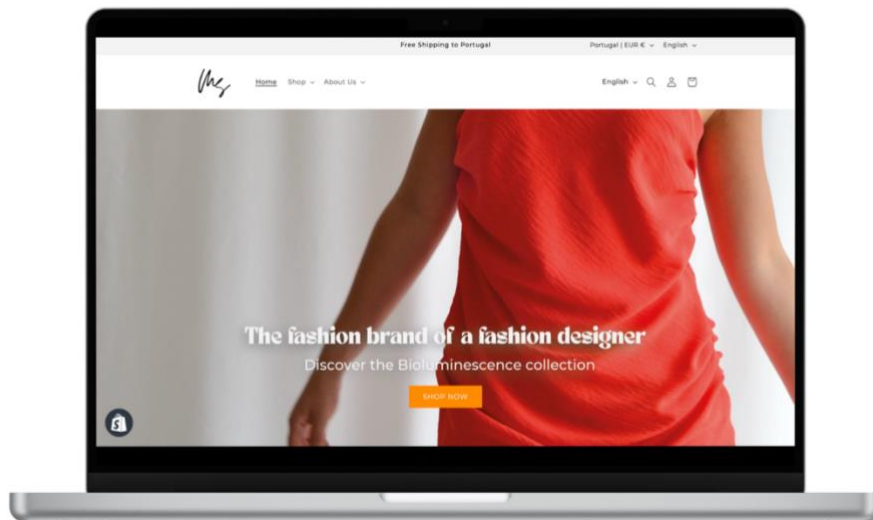 Free Shipping to Portugal
Portugal | EUR € English
Home Shop About Us
English
The fashion brand of a fashion designer
Discover the Bioluminescence collection
SHOP NOW